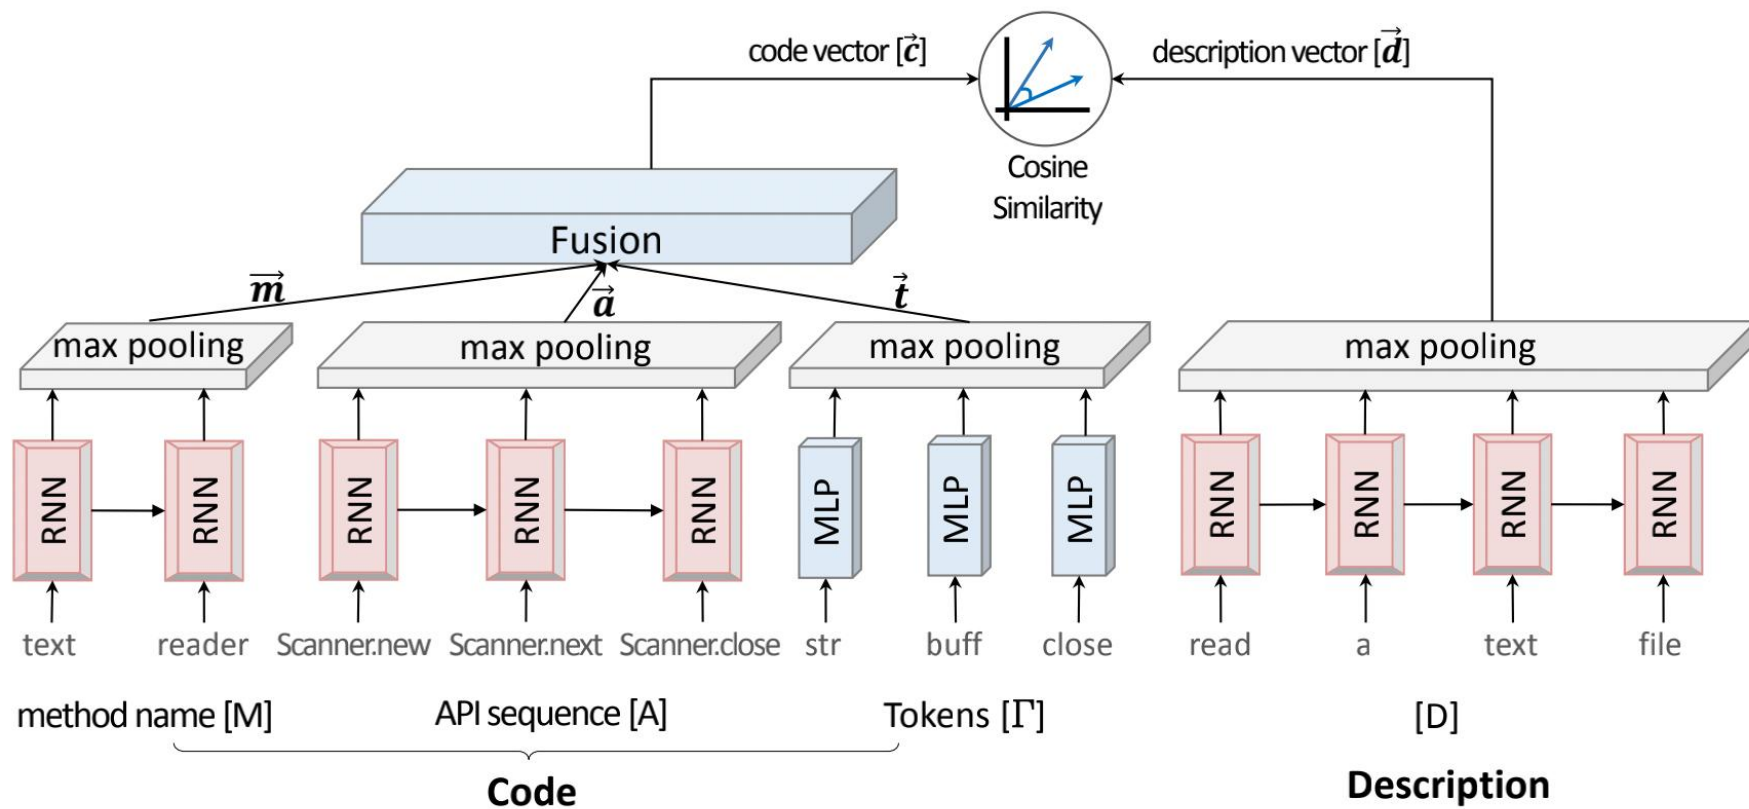 code vector [c⃗]
description vector [d⃗]
Cosine
Similarity
Fusion
m⃗
a⃗
t⃗
max pooling
max pooling
max pooling
max pooling
RNN
RNN
RNN
RNN
RNN
MLP
MLP
MLP
RNN
RNN
RNN
RNN
text
reader
Scanner.new
Scanner.next
Scanner.close
str
buff
close
read
a
text
file
method name [M]
API sequence [A]
Tokens [Γ]
[D]
Code
Description